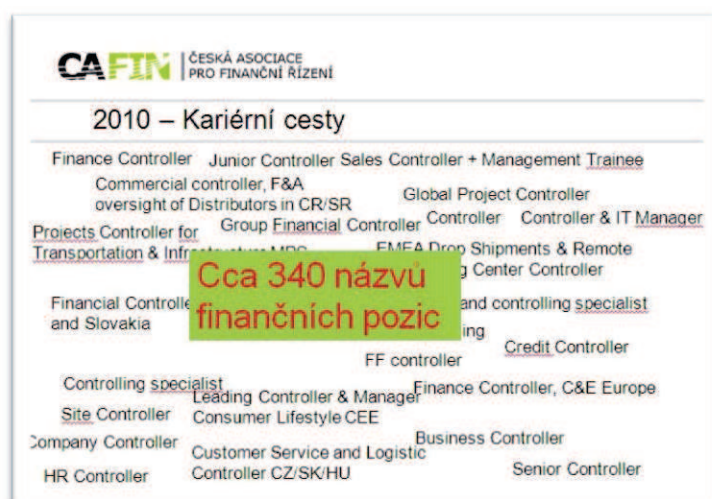 CAFIN
ČESKÁ ASOCIACE
PRO FINANČNÍ ŘÍZENÍ
2010 – Kariérní cesty
Finance Controller
Junior Controller
Sales Controller + Management Trainee
Commercial controller, F&A
oversight of Distributors in CR/SR
Global Project Controller
Projects Controller for
Transportation & Infrastructure MPS
Group Financial Controller
Controller
Controller & IT Manager
EMEA Drop Shipments & Remote
g Center Controller
Cca 340 názvů
finančních pozic
Financial Controlle
and Slovakia
and controlling specialist
ing
FF controller
Credit Controller
Controlling specialist
Leading Controller & Manager
Consumer Lifestyle CEE
Finance Controller, C&E Europe
Site Controller
Company Controller
Customer Service and Logistic
Controller CZ/SK/HU
Business Controller
HR Controller
Senior Controller